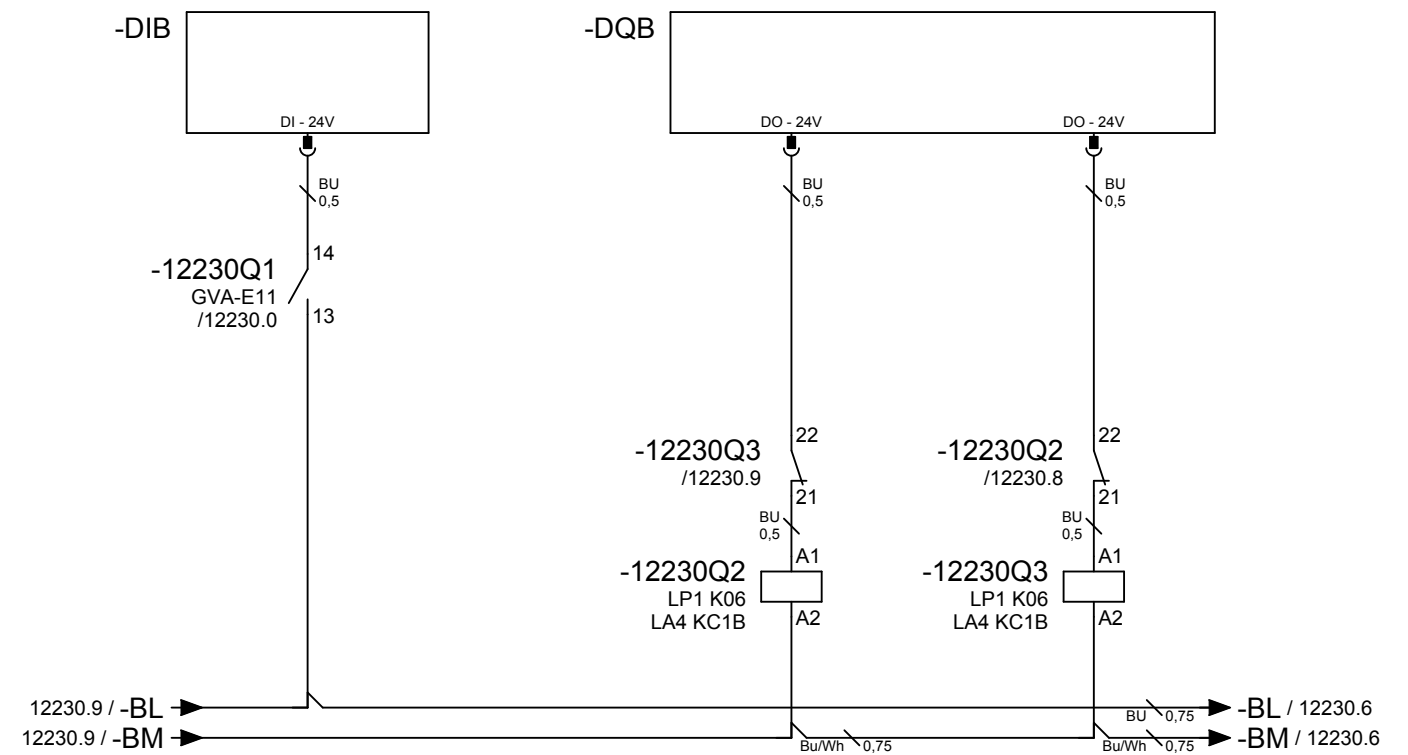 -DIB
-DQB
DI - 24V
DO - 24V
DO - 24V
BU
0,5
BU
0,5
BU
0,5
14
-12230Q1
GVA-E11
/12230.0
13
22
-12230Q3
/12230.9
21
22
-12230Q2
/12230.8
21
BU
0,5
BU
0,5
A1
-12230Q2
LP1 K06
LA4 KC1B
A2
A1
-12230Q3
LP1 K06
LA4 KC1B
A2
12230.9 / -BL
BU 0,75
-BL / 12230.6
12230.9 / -BM
Bu/Wh 0,75
Bu/Wh 0,75
-BM / 12230.6